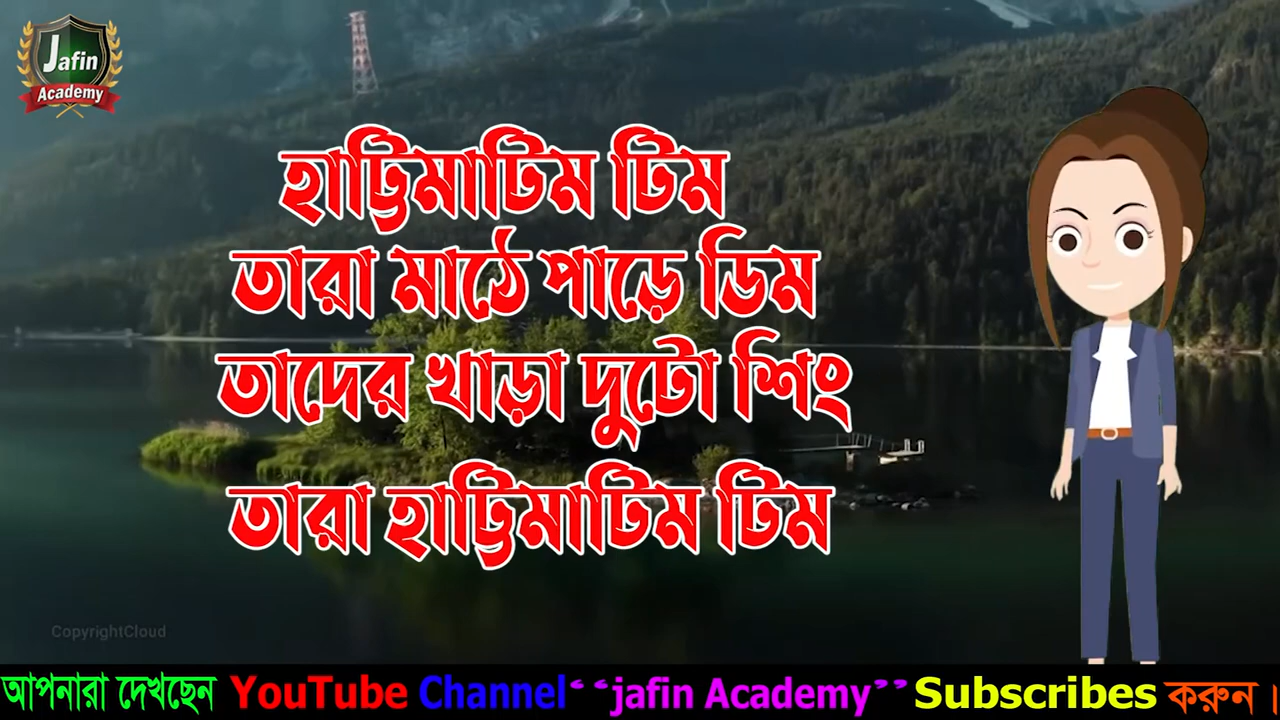 Jafin
Academy
হাট্টিমাটিম টিম
তারা মাঠে পাড়ে ডিম
তাদের খাড়া দুটো শিং
তারা হাট্টিমাটিম টিম
CopyrightCloud
আপনারা দেখছেন YouTube Channel‘‘jafin Academy’’Subscribes করুন।